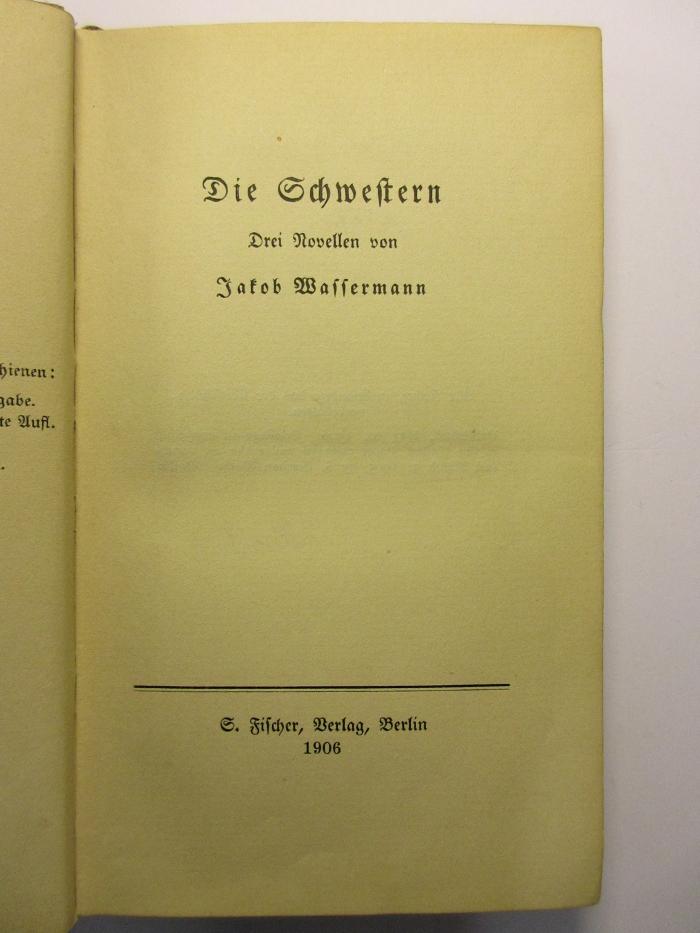 hienen:
gabe.
te Aufl.
.
Die Schwestern
Drei Novellen von
Jakob Wassermann
S. Fischer, Verlag, Berlin
1906